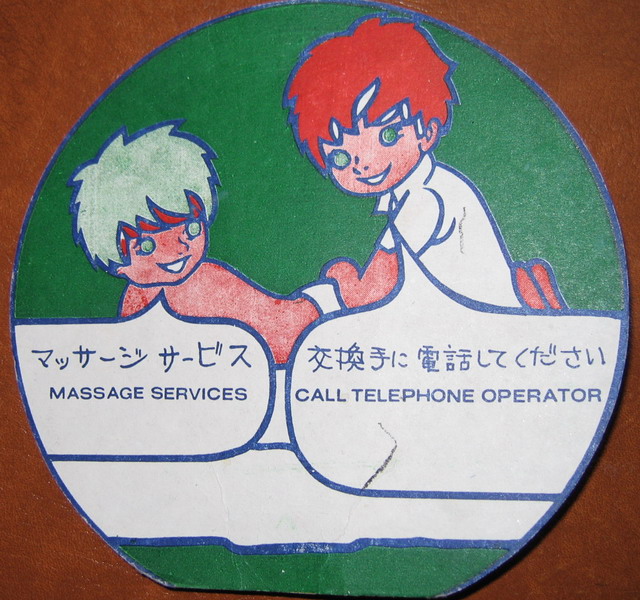 マッサージ サービス
MASSAGE SERVICES
交換手に 電話してください
CALL TELEPHONE OPERATOR